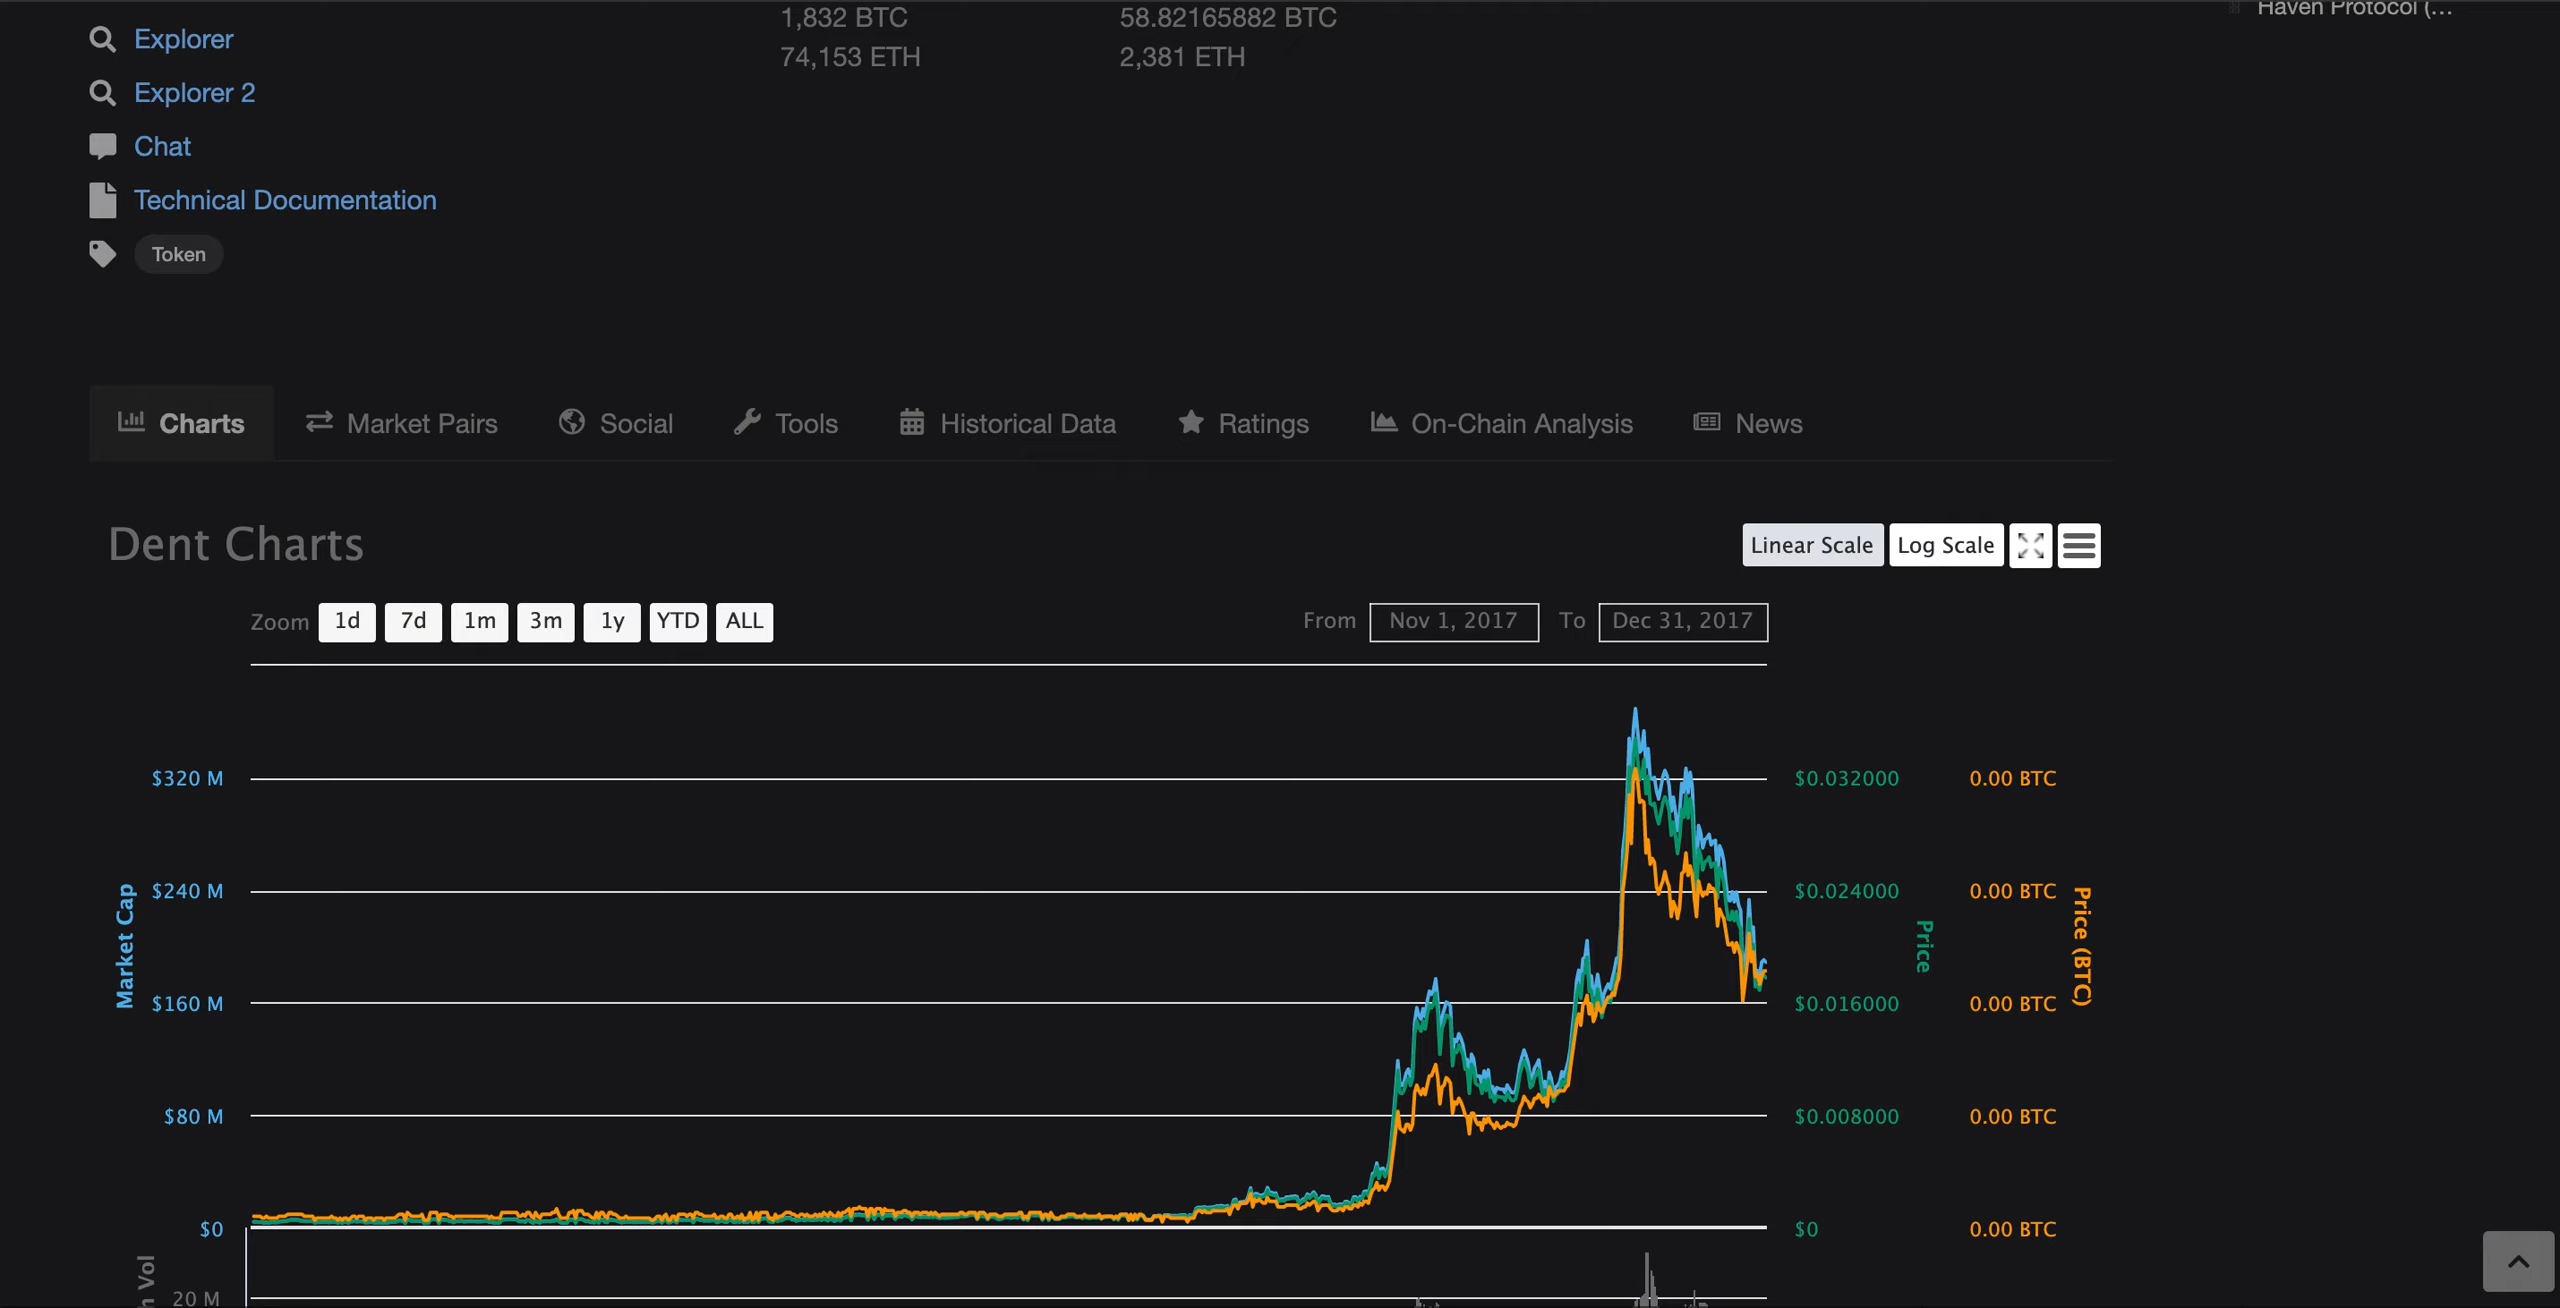 1,832 BTC 58.82165882 BTC
Haven Protocol (...
Explorer
74,153 ETH 2,381 ETH
Explorer 2
Chat
Technical Documentation
Token
Charts Market Pairs Social Tools Historical Data Ratings On-Chain Analysis News
Dent Charts
Linear Scale Log Scale
Zoom 1d 7d 1m 3m 1y YTD ALL
From Nov 1, 2017 To Dec 31, 2017
$320 M $0.032000 0.00 BTC
$240 M $0.024000 0.00 BTC
Market Cap
Price
Price (BTC)
$160 M $0.016000 0.00 BTC
$80 M $0.008000 0.00 BTC
$0 $0 0.00 BTC
Vol
20 M